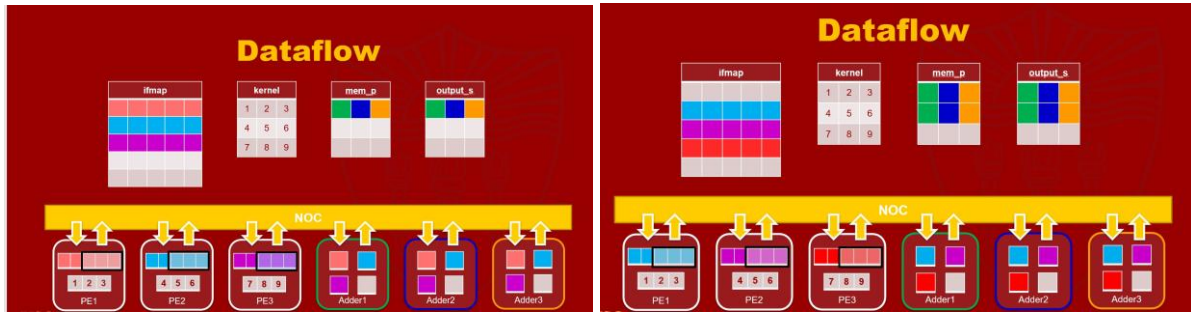 Dataflow
ifmap kernel mem_p output_s
1 2 3
4 5 6
7 8 9
NOC
1 2 3 4 5 6 7 8 9
PE1 PE2 PE3 Adder1 Adder2 Adder3
Dataflow
ifmap kernel mem_p output_s
1 2 3
4 5 6
7 8 9
NOC
1 2 3 4 5 6 7 8 9
PE1 PE2 PE3 Adder1 Adder2 Adder3